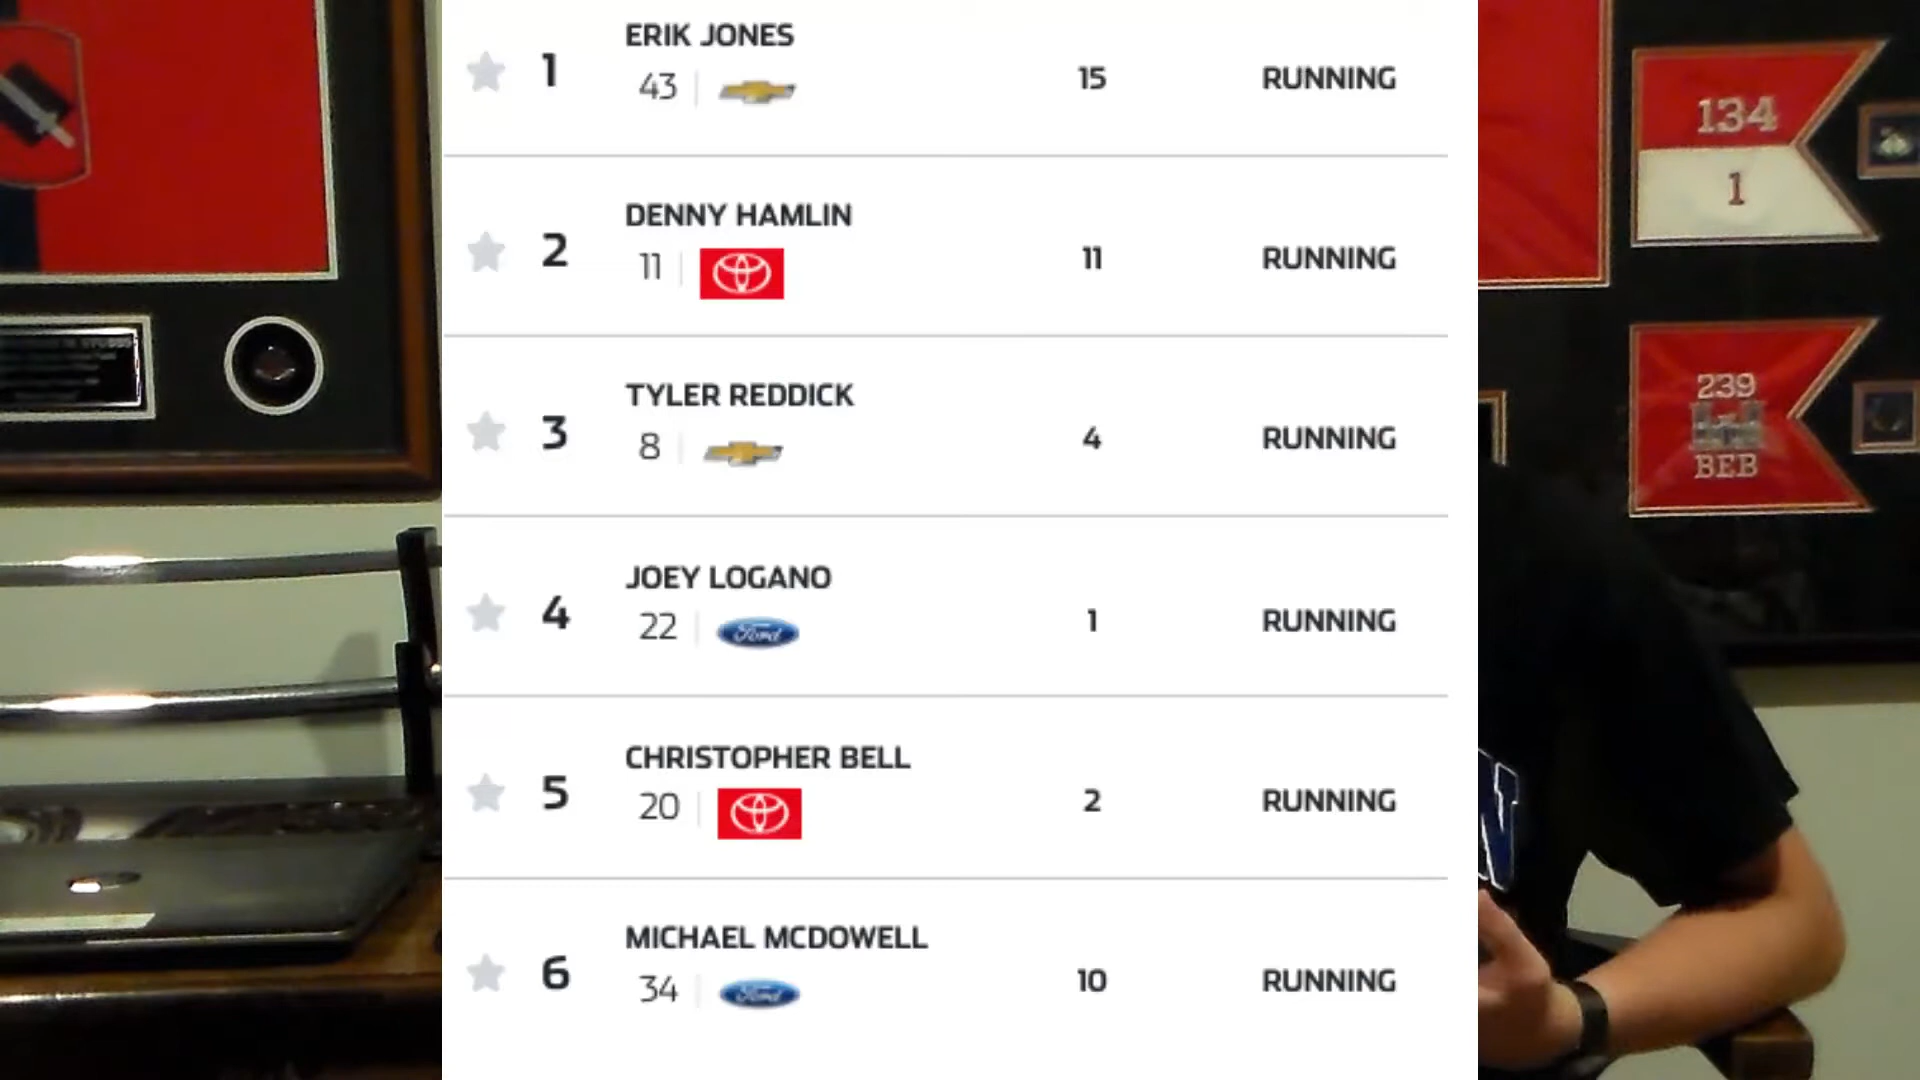 1
ERIK JONES
43
15
RUNNING
2
DENNY HAMLIN
11
11
RUNNING
3
TYLER REDDICK
8
4
RUNNING
4
JOEY LOGANO
22
Ford
1
RUNNING
5
CHRISTOPHER BELL
20
2
RUNNING
6
MICHAEL MCDOWELL
34
Ford
10
RUNNING
134
1
239
BEB